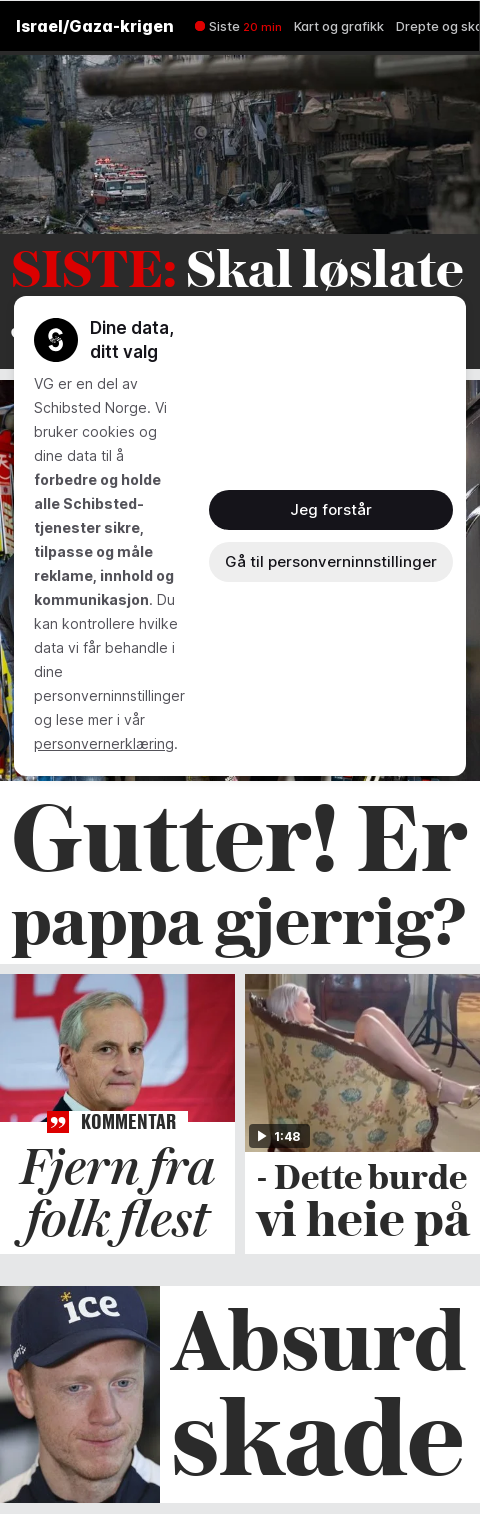 Israel/Gaza-krigen
Siste 20 min Kart og grafikk Drepte og
SISTE: Skal løslate
Dine data,
ditt valg
VG er en del av
Schibsted Norge. Vi
bruker cookies og
dine data til å
forbedre og holde
alle Schibsted-
tjenester sikre,
tilpasse og måle
reklame, innhold og
kommunikasjon. Du
kan kontrollere hvilke
data vi får behandle i
dine
personverninnstillinger
og lese mer i vår
personvernerklæring.
Jeg forstår
Gå til personverninnstillinger
Gutter! Er
pappa gjerrig?
KOMMENTAR
Fjern fra
folk flest
1:48
- Dette burde
vi heie på
ice
Absurd
skade